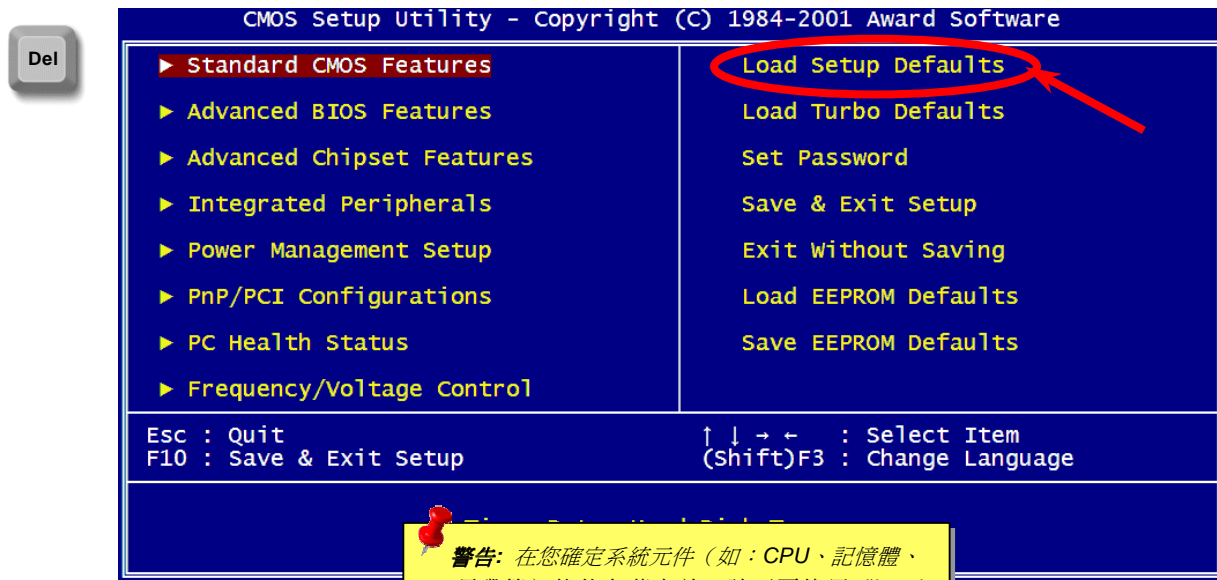 CMOS Setup Utility - Copyright (C) 1984-2001 Award Software
Del
► Standard CMOS Features
► Advanced BIOS Features
► Advanced Chipset Features
► Integrated Peripherals
► Power Management Setup
► PnP/PCI Configurations
► PC Health Status
► Frequency/Voltage Control
Load Setup Defaults
Load Turbo Defaults
Set Password
Save & Exit Setup
Exit Without Saving
Load EEPROM Defaults
Save EEPROM Defaults
Esc : Quit
F10 : Save & Exit Setup
↑ ↓ → ← : Select Item
(Shift)F3 : Change Language
警告: 在您確定系統元件（如：CPU、記憶體、